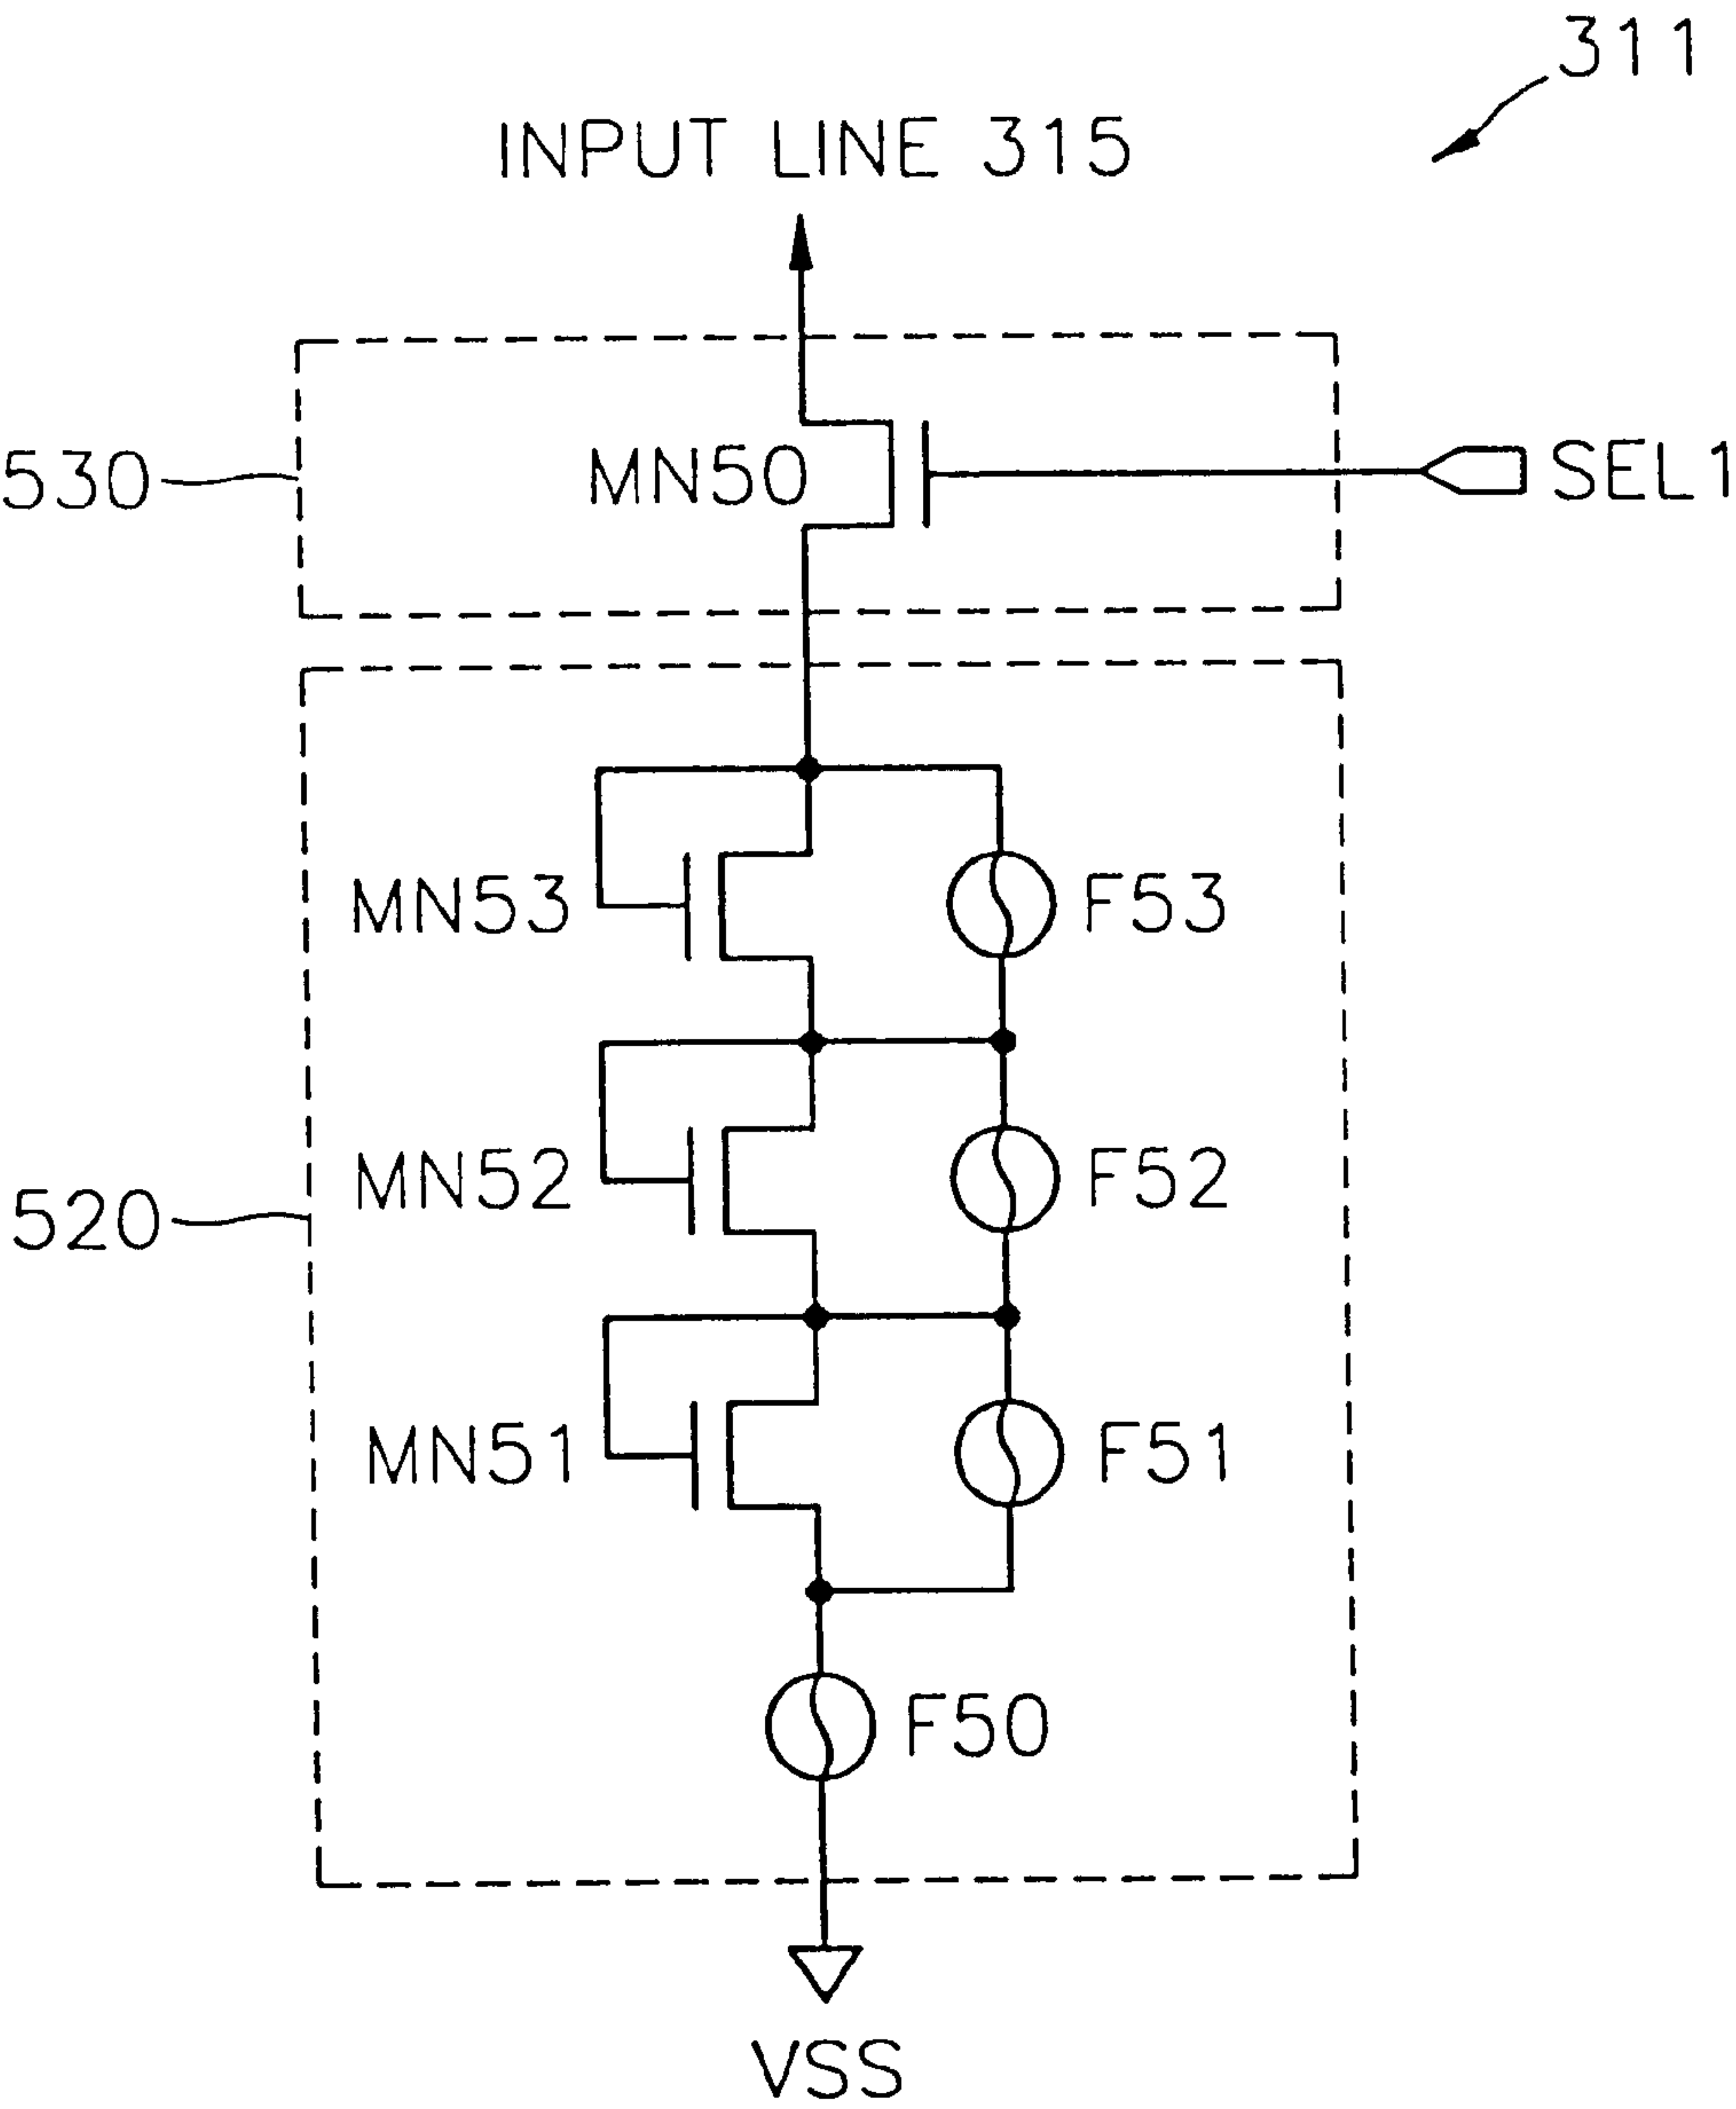 311
INPUT LINE 315
530
MN50
SEL1
MN53
F53
MN52
F52
520
MN51
F51
F50
VSS